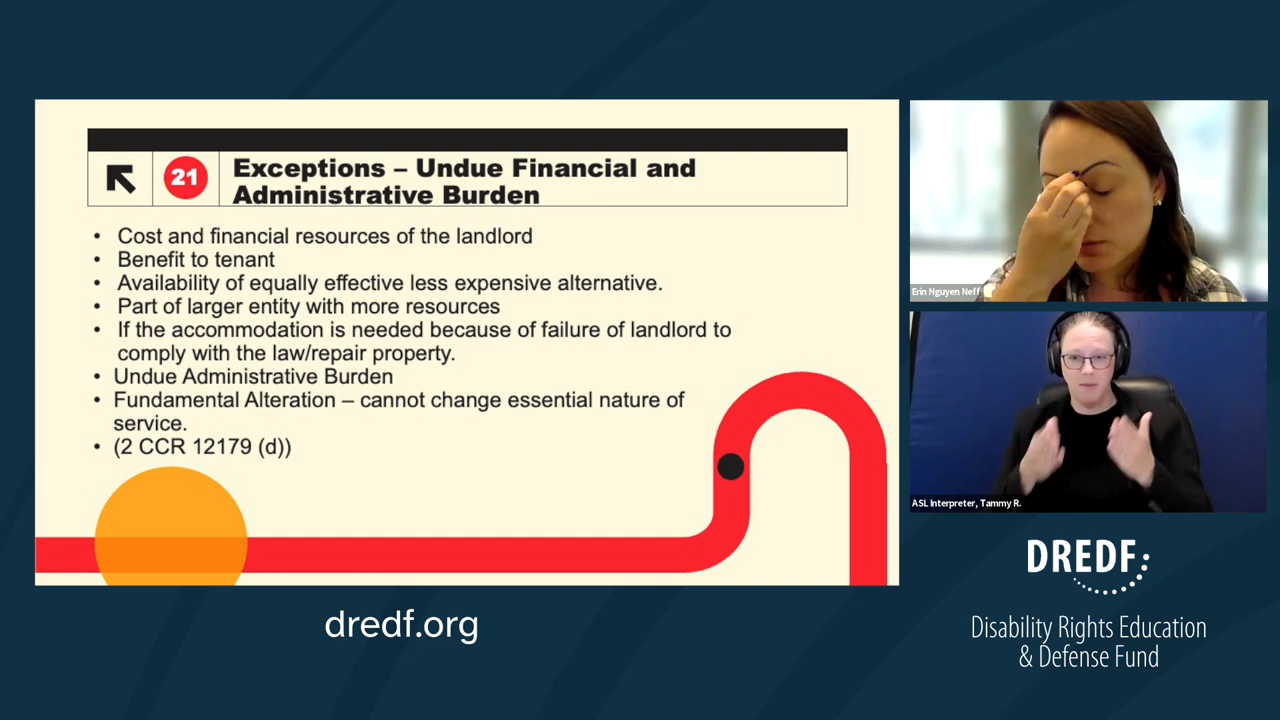 21
Exceptions – Undue Financial and
Administrative Burden
• Cost and financial resources of the landlord
• Benefit to tenant
• Availability of equally effective less expensive alternative.
• Part of larger entity with more resources
• If the accommodation is needed because of failure of landlord to
comply with the law/repair property.
• Undue Administrative Burden
• Fundamental Alteration – cannot change essential nature of
service.
• (2 CCR 12179 (d))
Erin Nguyen Neff
ASL Interpreter, Tammy R.
dredf.org
DREDF
Disability Rights Education
& Defense Fund